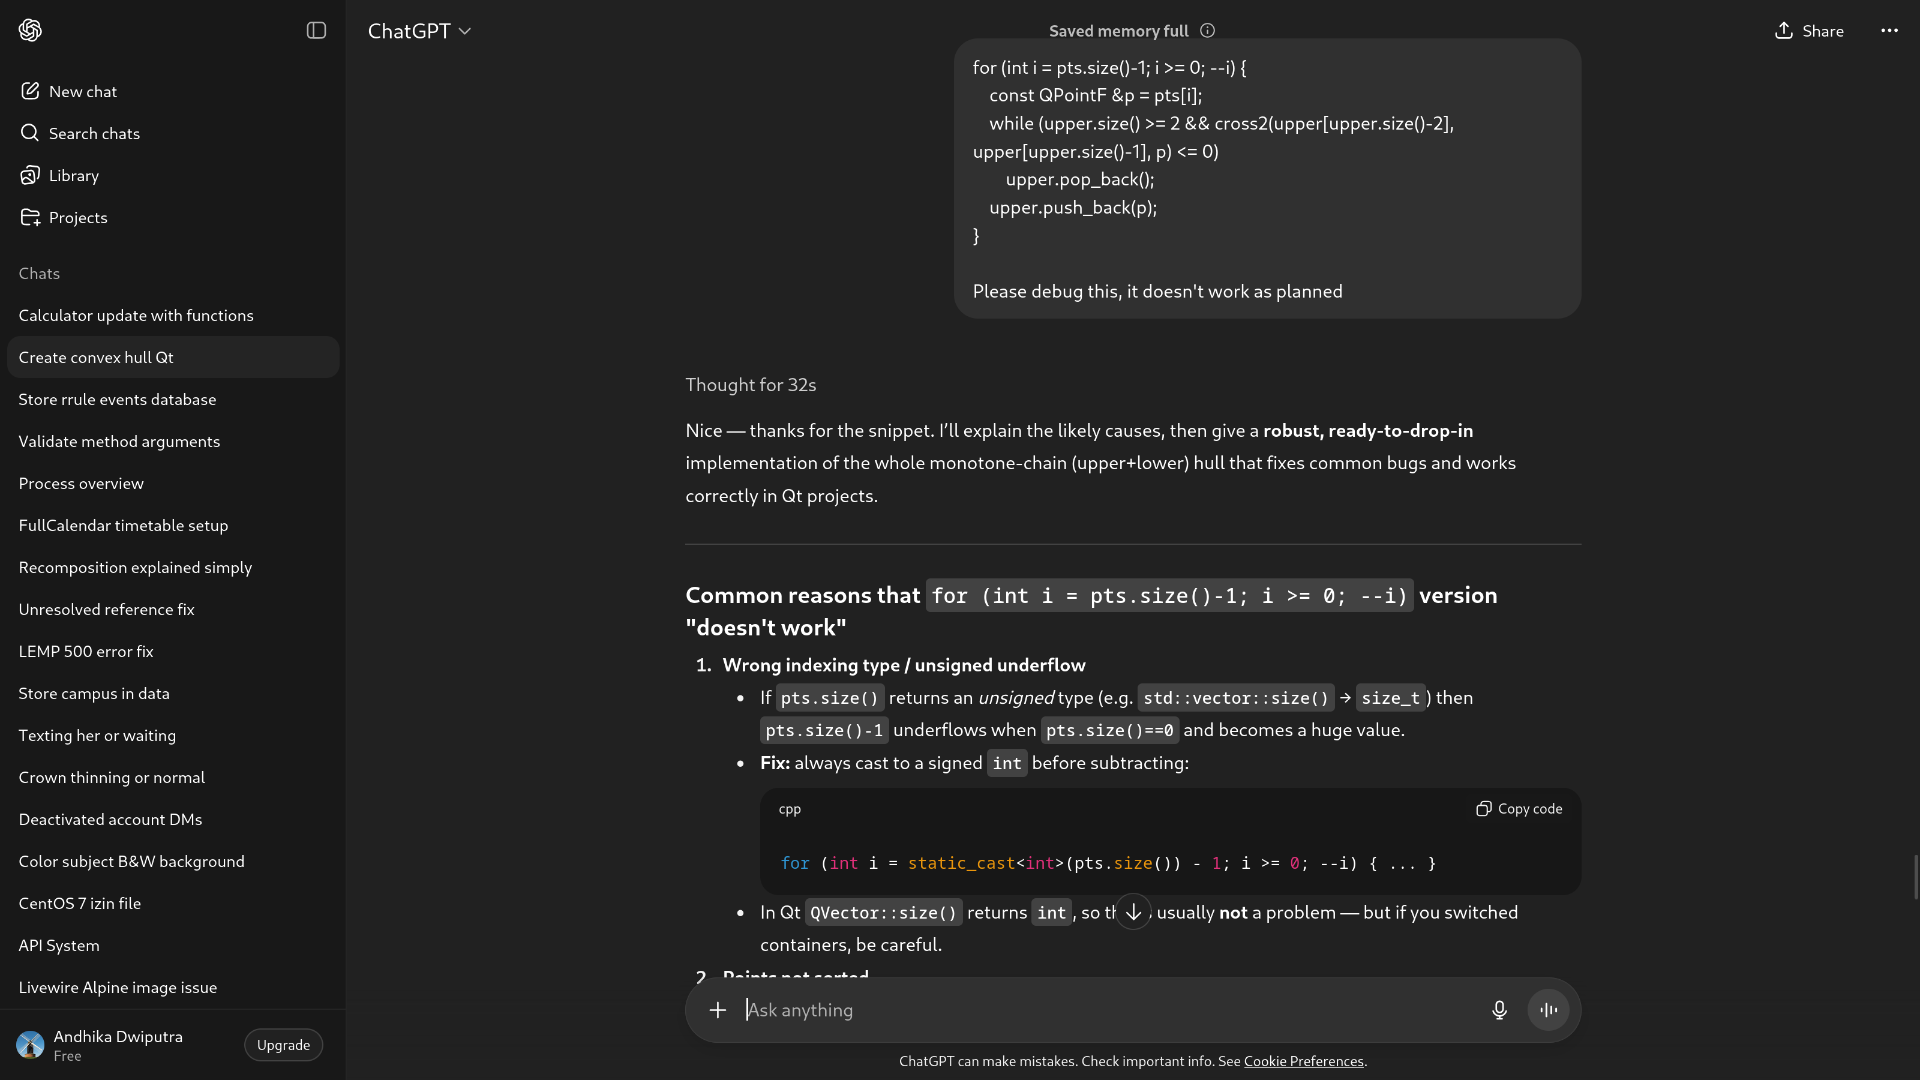 New chat
Search chats
Library
Projects
Chats
Calculator update with functions
Create convex hull Qt
Store rrule events database
Validate method arguments
Process overview
FullCalendar timetable setup
Recomposition explained simply
Unresolved reference fix
LEMP 500 error fix
Store campus in data
Texting her or waiting
Crown thinning or normal
Deactivated account DMs
Color subject B&W background
CentOS 7 izin file
API System
Livewire Alpine image issue
Andhika Dwiputra
Free
Upgrade
ChatGPT
Saved memory full
Share
for (int i = pts.size()-1; i >= 0; --i) {
const QPointF &p = pts[i];
while (upper.size() >= 2 && cross2(upper[upper.size()-2],
upper[upper.size()-1], p) <= 0)
upper.pop_back();
upper.push_back(p);
}
Please debug this, it doesn't work as planned
Thought for 32s
Nice — thanks for the snippet. I’ll explain the likely causes, then give a robust, ready-to-drop-in
implementation of the whole monotone-chain (upper+lower) hull that fixes common bugs and works
correctly in Qt projects.
Common reasons that for (int i = pts.size()-1; i >= 0; --i) version
"doesn't work"
1. Wrong indexing type / unsigned underflow
• If pts.size() returns an unsigned type (e.g. std::vector::size() → size_t) then
pts.size()-1 underflows when pts.size()==0 and becomes a huge value.
• Fix: always cast to a signed int before subtracting:
cpp
Copy code
for (int i = static_cast<int>(pts.size()) - 1; i >= 0; --i) { ... }
• In Qt QVector::size() returns int, so usually not a problem — but if you switched
containers, be careful.
2. Points not sorted
Ask anything
ChatGPT can make mistakes. Check important info. See Cookie Preferences.